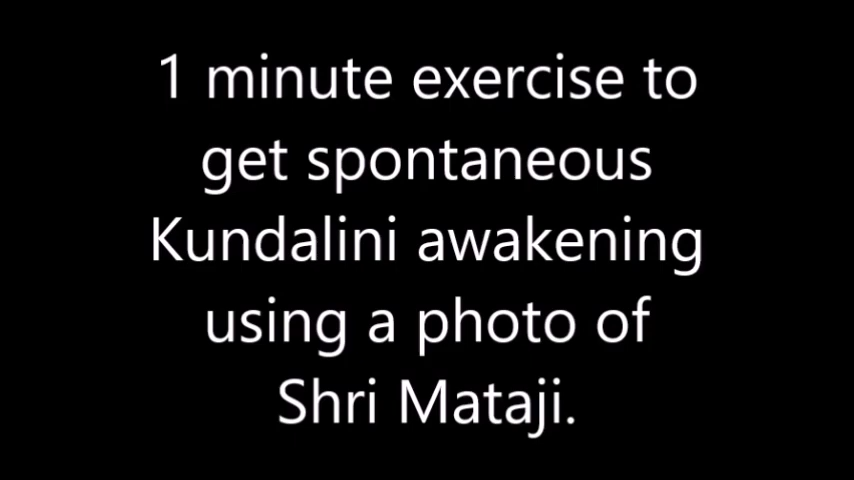 1 minute exercise to
get spontaneous
Kundalini awakening
using a photo of
Shri Mataji.